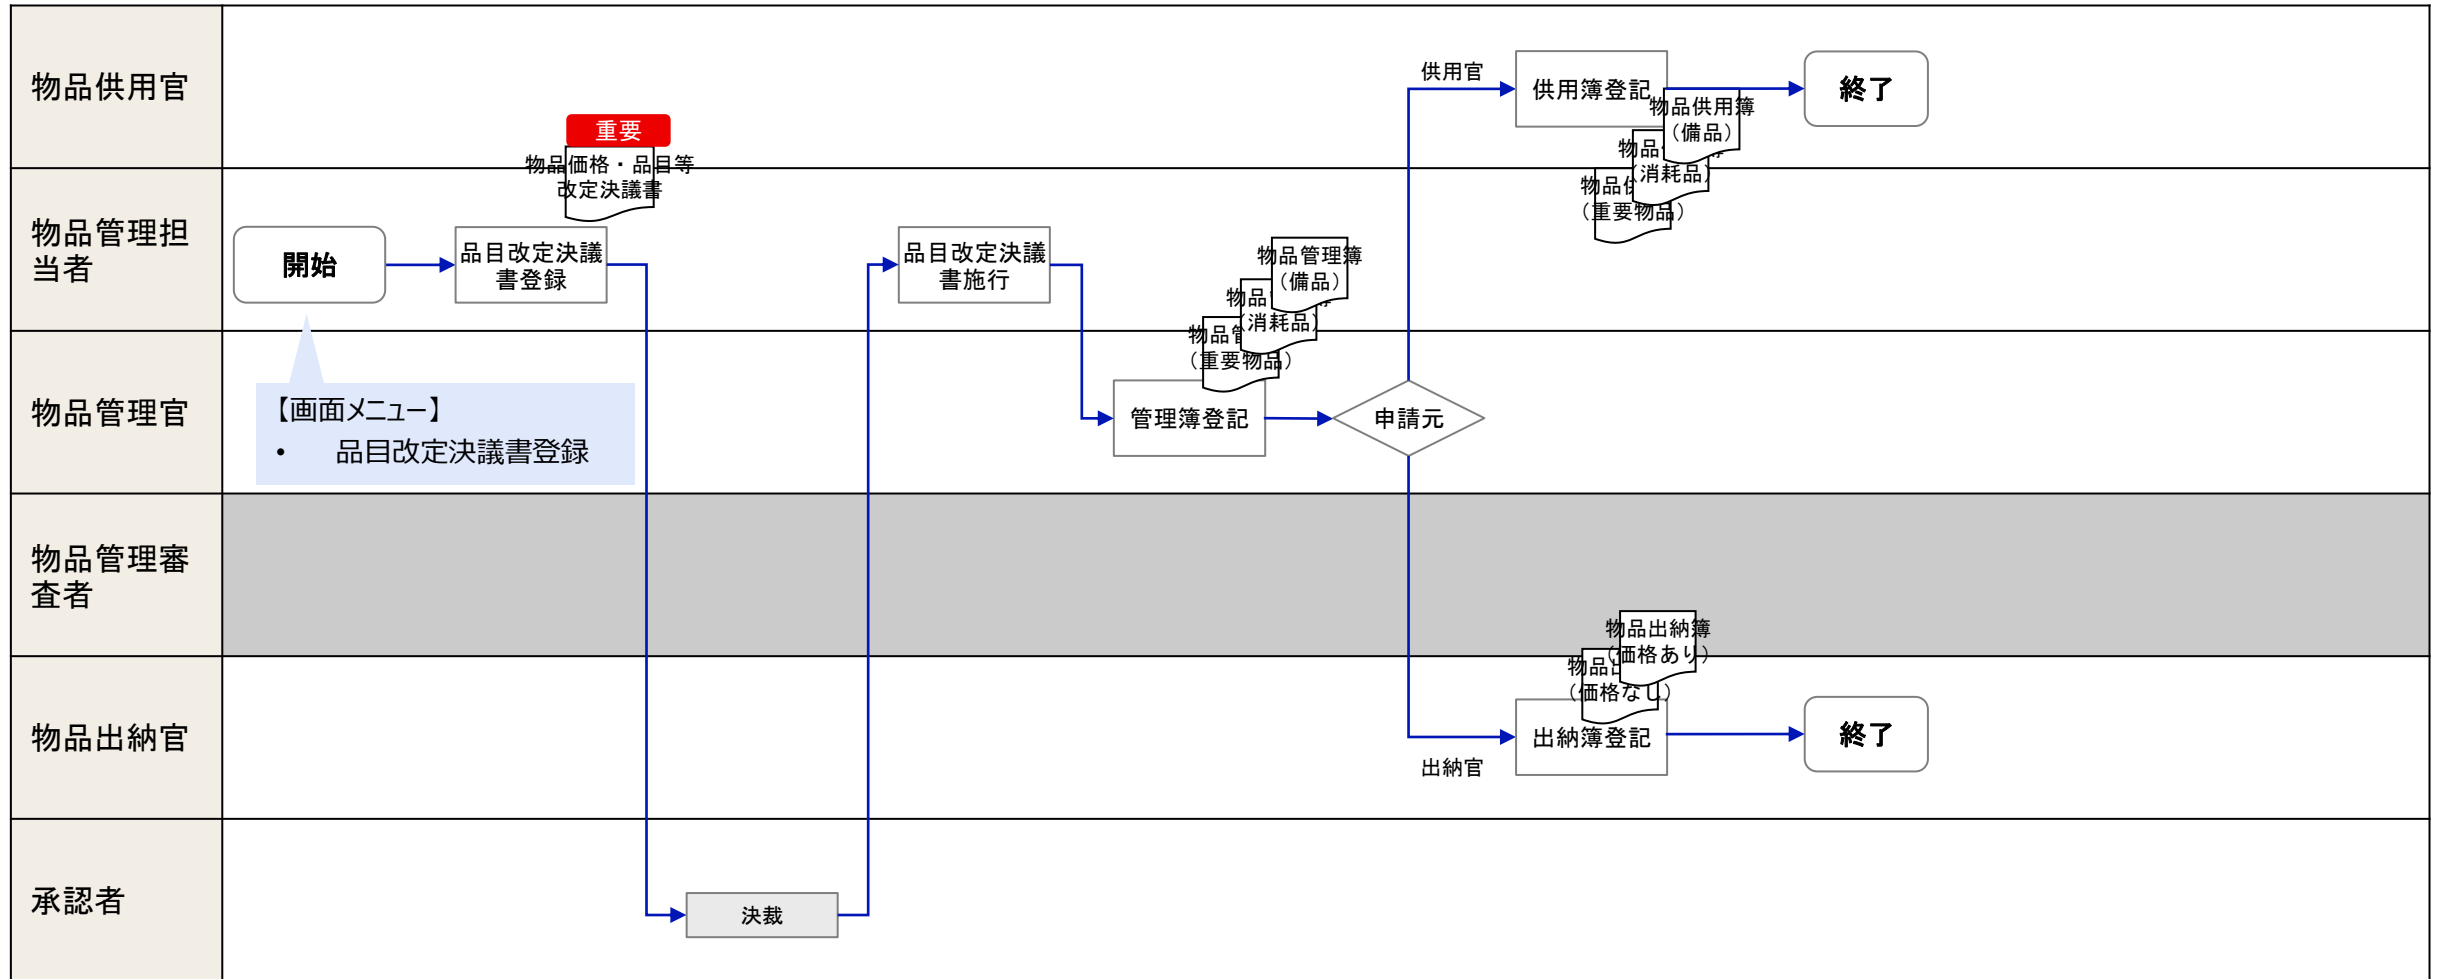 物品供用官
供用官
供用簿登記
物品供用簿
（備品）
終了
重要
物品価格・品目等
改定決議書
（消耗品）
（重要物品）
物品管理担
当者
開始
品目改定決議
書登録
品目改定決議
書施行
物品管理簿
（備品）
（消耗品）
（重要物品）
物品管理官
【画面メニュー】
• 品目改定決議書登録
管理簿登記
申請元
物品管理審
査者
物品出納簿
（価格あり）
（価格なし）
物品出納官
出納官
出納簿登記
終了
承認者
決裁